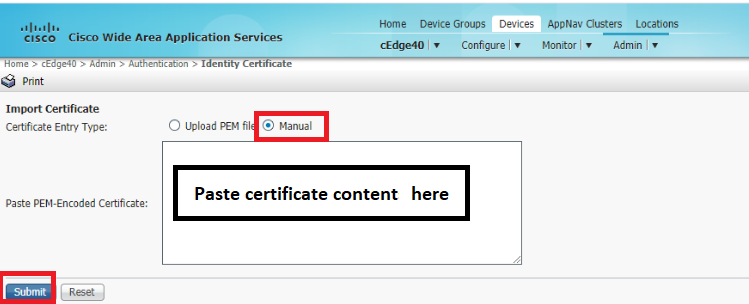 Home Device Groups Devices AppNav Clusters Locations
CISCO Cisco Wide Area Application Services
cEdge40 | ▾ Configure | ▾ Monitor | ▾ Admin | ▾
Home > cEdge40 > Admin > Authentication > Identity Certificate
Print
Import Certificate
Certificate Entry Type: Upload PEM file Manual
Paste certificate content here
Paste PEM-Encoded Certificate:
Submit Reset